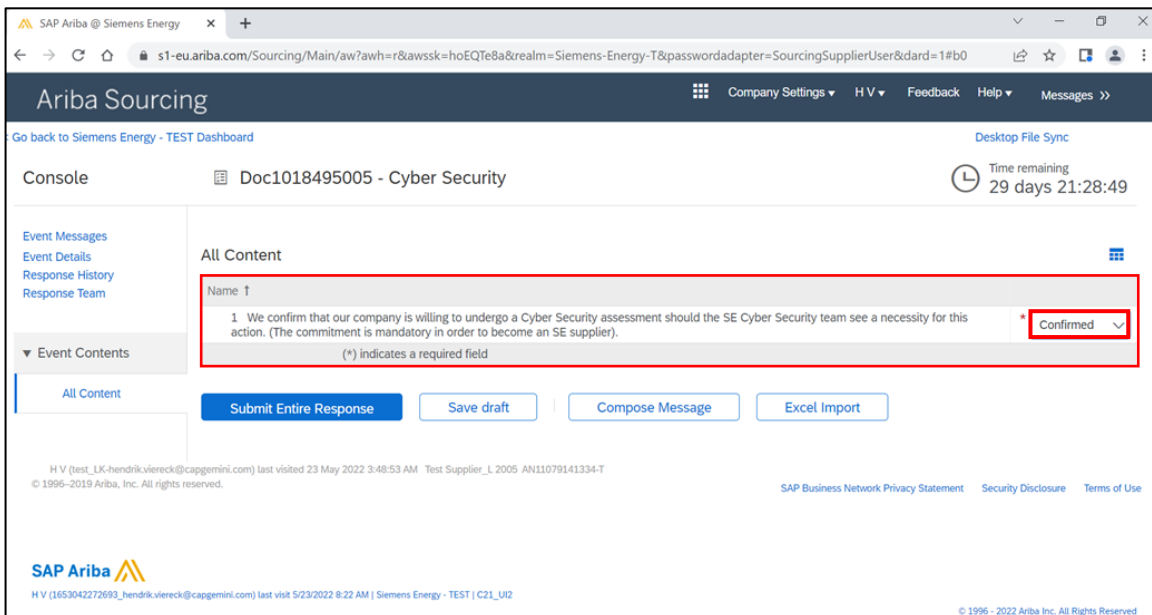 SAP Ariba @ Siemens Energy
s1-eu.ariba.com/Sourcing/Main/aw?awh=r&awssk=hoEQTe8a&realm=Siemens-Energy-T&passwordadapter=SourcingSupplierUser&dard=1#b0
Ariba Sourcing
Company Settings ▾ H V ▾ Feedback Help ▾ Messages >>
Go back to Siemens Energy - TEST Dashboard
Desktop File Sync
Console
Doc1018495005 - Cyber Security
Time remaining
29 days 21:28:49
Event Messages
Event Details
Response History
Response Team
▼ Event Contents
All Content
All Content
Name ↑
1 We confirm that our company is willing to undergo a Cyber Security assessment should the SE Cyber Security team see a necessity for this
action. (The commitment is mandatory in order to become an SE supplier).
* Confirmed
(*) indicates a required field
Submit Entire Response Save draft Compose Message Excel Import
H V (test_LK-hendrik.viereck@capgemini.com) last visited 23 May 2022 3:48:53 AM Test Supplier_L 2005 AN11079141334-T
© 1996–2019 Ariba, Inc. All rights reserved.
SAP Business Network Privacy Statement Security Disclosure Terms of Use
SAP Ariba
H V (1653042272693_hendrik.viereck@capgemini.com) last visit 5/23/2022 8:22 AM | Siemens Energy - TEST | C21_UI2
© 1996 - 2022 Ariba Inc. All Rights Reserved